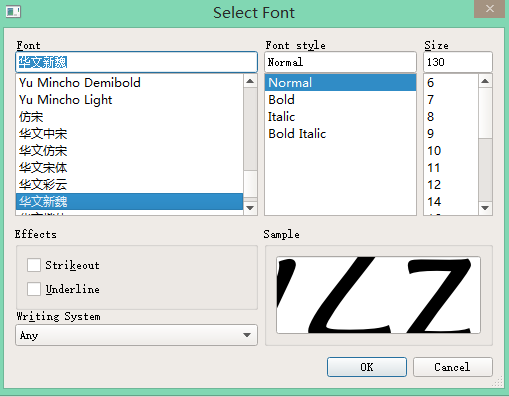 Select Font
Font
华文新魏
Yu Mincho Demibold
Yu Mincho Light
仿宋
华文中宋
华文仿宋
华文宋体
华文彩云
华文新魏
Font style
Normal
Normal
Bold
Italic
Bold Italic
Size
130
6
7
8
9
10
11
12
14
Effects
Strikeout
Underline
Writing System
Any
Sample
OK
Cancel